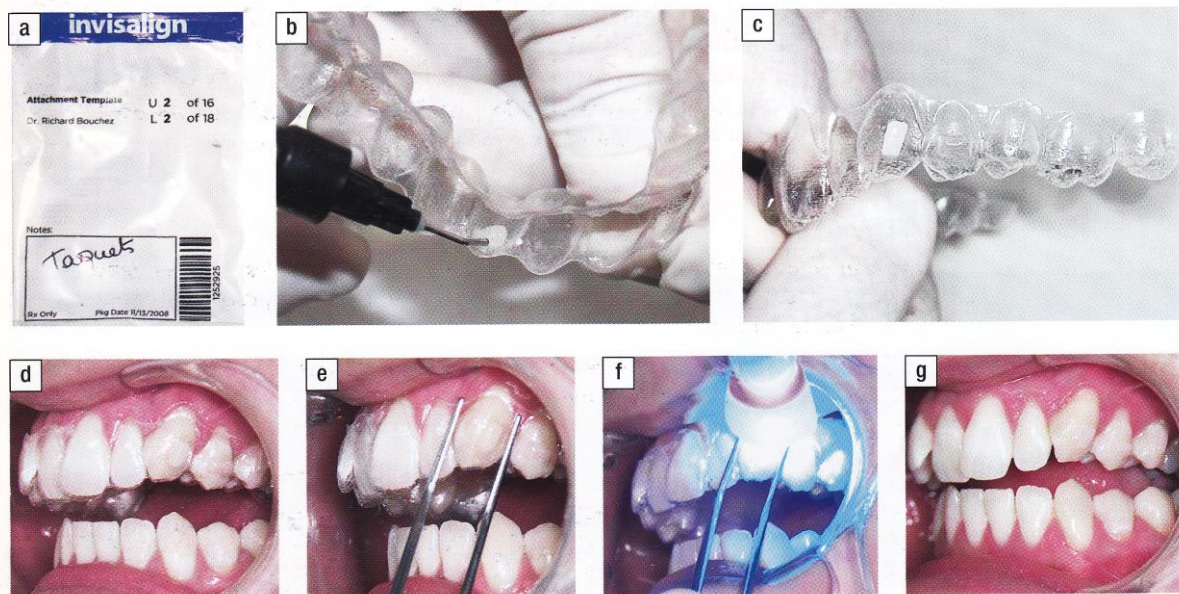 a
invisalign
Attachment Template U 2 of 16
Dr. Richard Bouchez L 2 of 18
Notes:
Taquets
1252925
Rx Only Pkg Date 11/13/2008
b
c
d
e
f
g